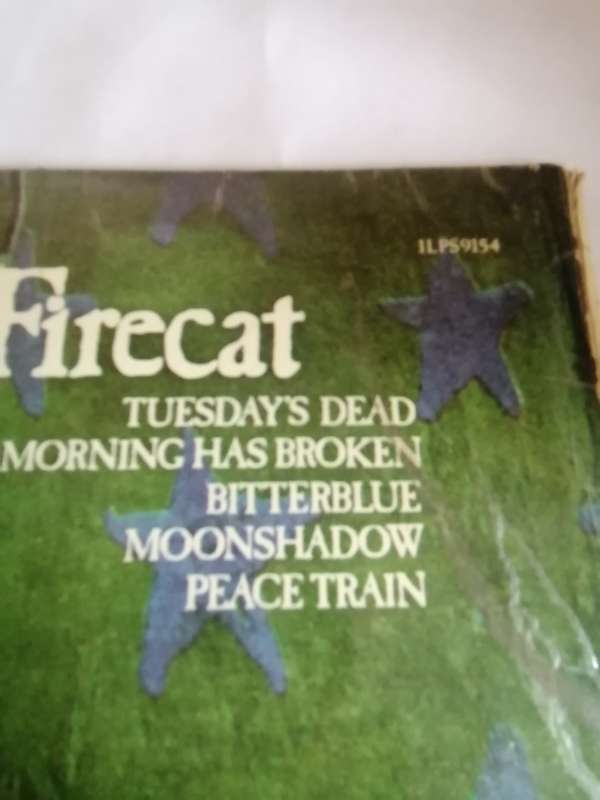 ILPS9154
Firecat
TUESDAY'S DEAD
MORNING HAS BROKEN
BITTERBLUE
MOONSHADOW
PEACE TRAIN